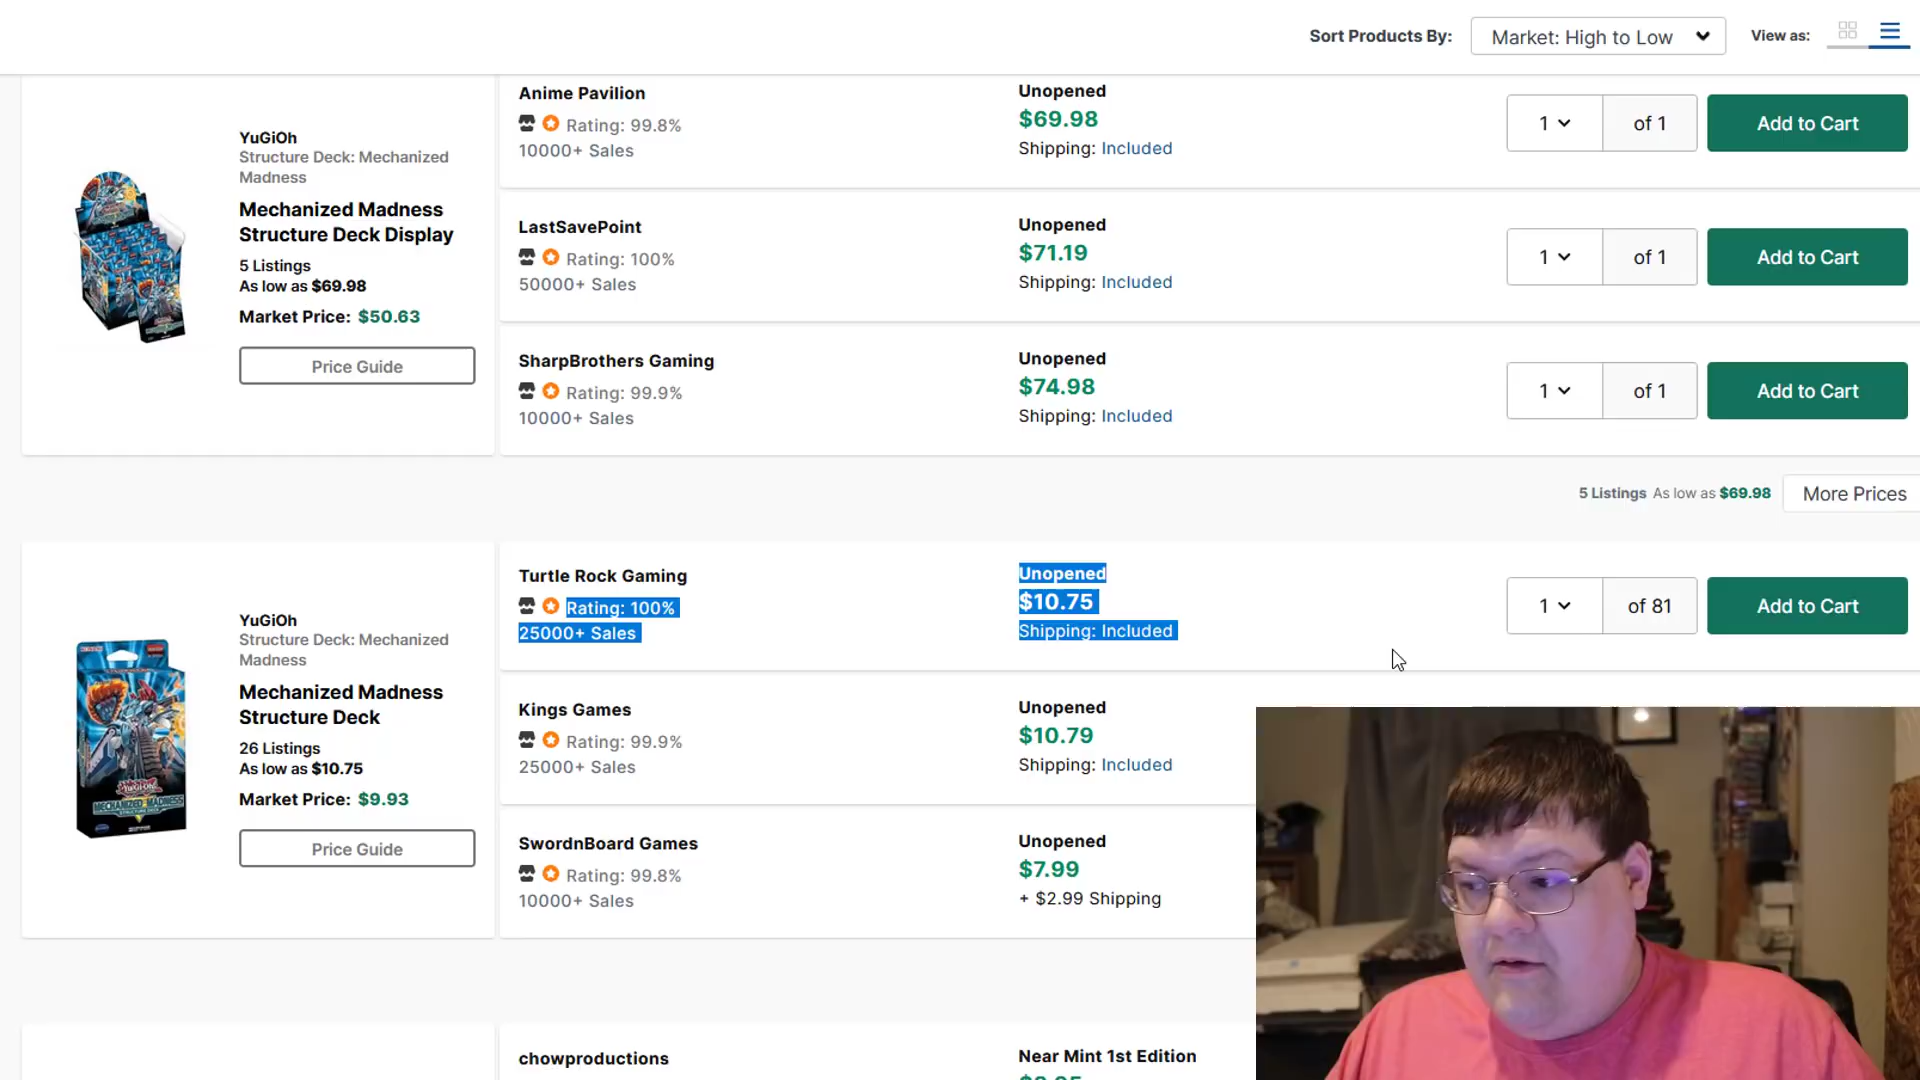 Sort Products By:
Market: High to Low
View as:
YuGiOh
Structure Deck: Mechanized
Madness
Mechanized Madness
Structure Deck Display
5 Listings
As low as $69.98
Market Price: $50.63
Price Guide
Anime Pavilion
Rating: 99.8%
10000+ Sales
Unopened
$69.98
Shipping: Included
1
of 1
Add to Cart
LastSavePoint
Rating: 100%
50000+ Sales
Unopened
$71.19
Shipping: Included
1
of 1
Add to Cart
SharpBrothers Gaming
Rating: 99.9%
10000+ Sales
Unopened
$74.98
Shipping: Included
1
of 1
Add to Cart
5 Listings As low as $69.98
More Prices
YuGiOh
Structure Deck: Mechanized
Madness
Mechanized Madness
Structure Deck
26 Listings
As low as $10.75
Market Price: $9.93
Price Guide
MECHANIZED MADNESS
Turtle Rock Gaming
Rating: 100%
25000+ Sales
Unopened
$10.75
Shipping: Included
1
of 81
Add to Cart
Kings Games
Rating: 99.9%
25000+ Sales
Unopened
$10.79
Shipping: Included
SwordnBoard Games
Rating: 99.8%
10000+ Sales
Unopened
$7.99
+ $2.99 Shipping
chowproductions
Near Mint 1st Edition